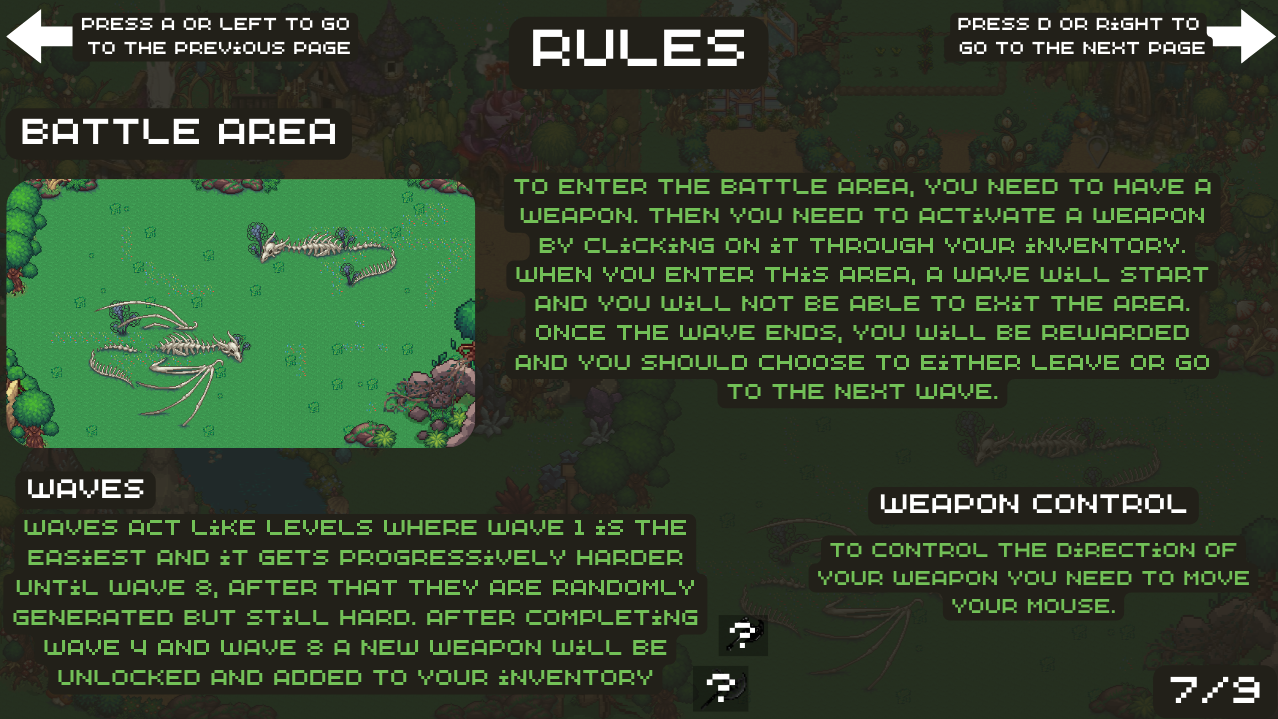 PRESS A OR LEFT TO GO
TO THE PREVIOUS PAGE
RULES
PRESS D OR RIGHT TO
GO TO THE NEXT PAGE
BATTLE AREA
TO ENTER THE BATTLE AREA, YOU NEED TO HAVE A
WEAPON. THEN YOU NEED TO ACTIVATE A WEAPON
BY CLICKING ON IT THROUGH YOUR INVENTORY.
WHEN YOU ENTER THIS AREA, A WAVE WILL START
AND YOU WILL NOT BE ABLE TO EXIT THE AREA.
ONCE THE WAVE ENDS, YOU WILL BE REWARDED
AND YOU SHOULD CHOOSE TO EITHER LEAVE OR GO
TO THE NEXT WAVE.
WAVES
WAVES ACT LIKE LEVELS WHERE WAVE 1 IS THE
EASIEST AND IT GETS PROGRESSIVELY HARDER
UNTIL WAVE 8, AFTER THAT THEY ARE RANDOMLY
GENERATED BUT STILL HARD. AFTER COMPLETING
WAVE 4 AND WAVE 8 A NEW WEAPON WILL BE
UNLOCKED AND ADDED TO YOUR INVENTORY
?
?
WEAPON CONTROL
TO CONTROL THE DIRECTION OF
YOUR WEAPON YOU NEED TO MOVE
YOUR MOUSE.
7/9